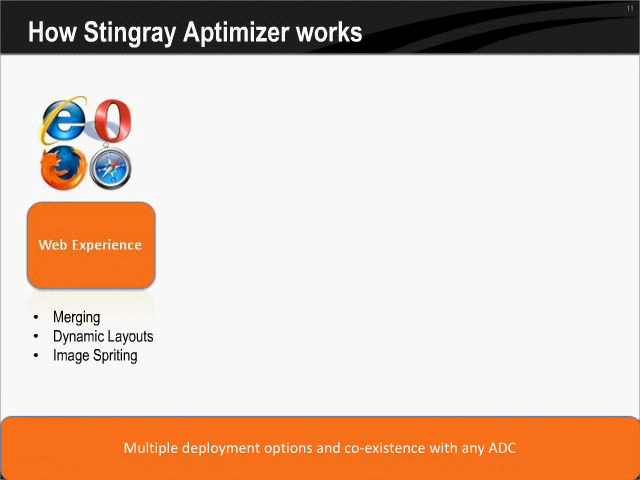 11
How Stingray Aptimizer works
Web Experience
• Merging
• Dynamic Layouts
• Image Spriting
Multiple deployment options and co-existence with any ADC